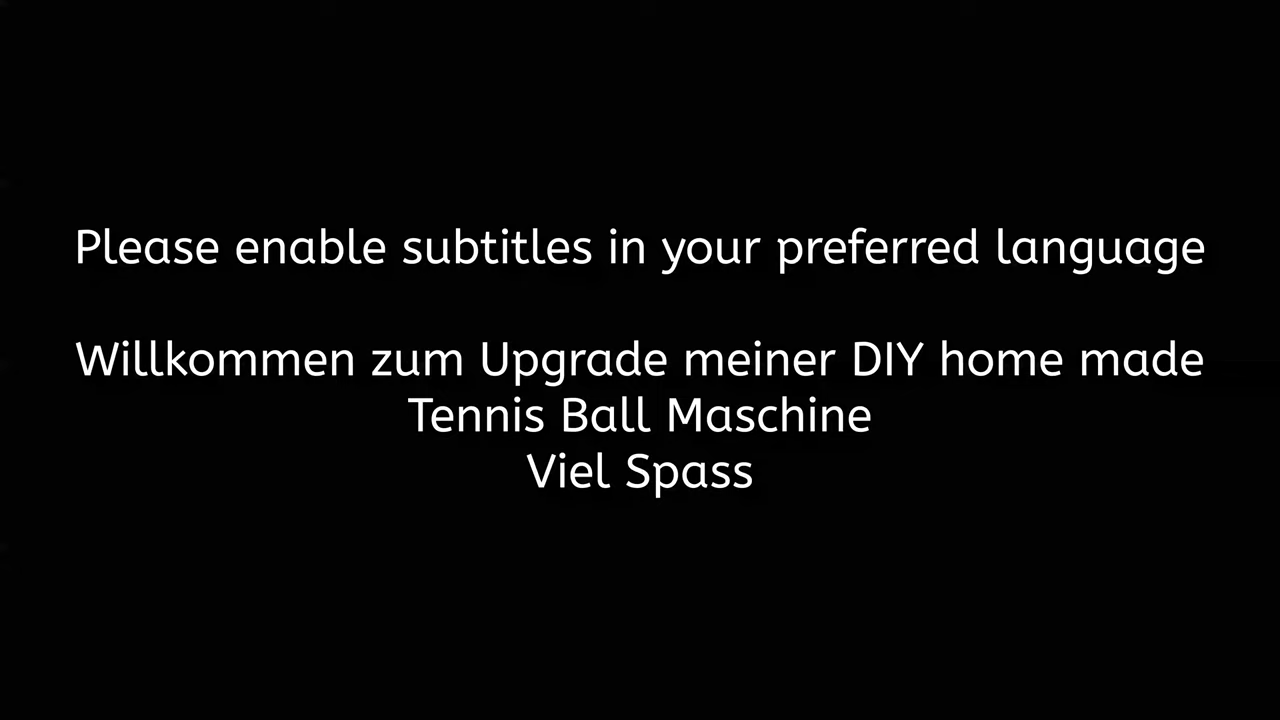 Please enable subtitles in your preferred language
Willkommen zum Upgrade meiner DIY home made
Tennis Ball Maschine
Viel Spass